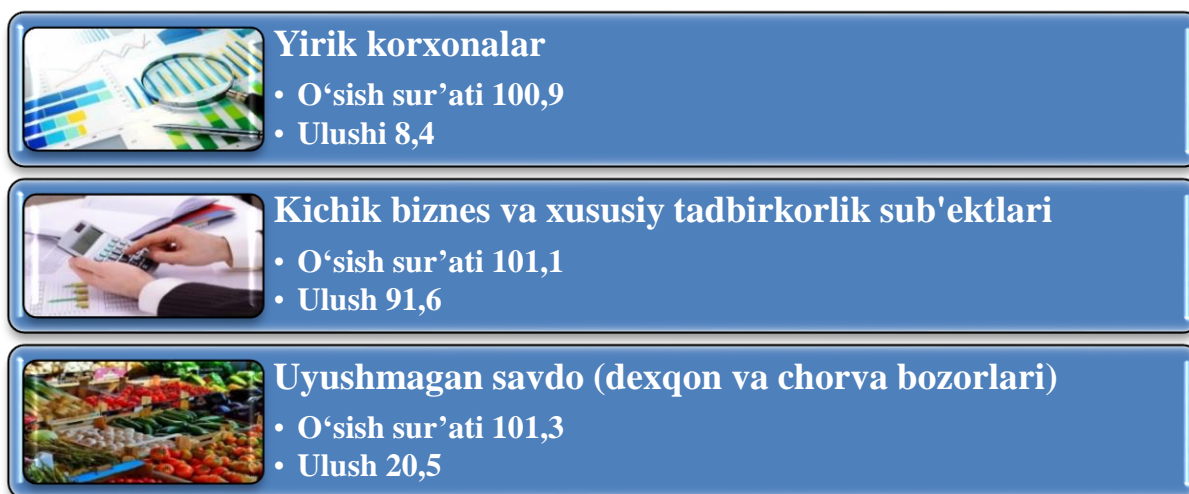 Yirik korxonalar
• O‘sish sur’ati 100,9
• Ulushi 8,4
Kichik biznes va xususiy tadbirkorlik sub'ektlari
• O‘sish sur’ati 101,1
• Ulush 91,6
Uyushmagan savdo (dexqon va chorva bozorlari)
• O‘sish sur’ati 101,3
• Ulush 20,5